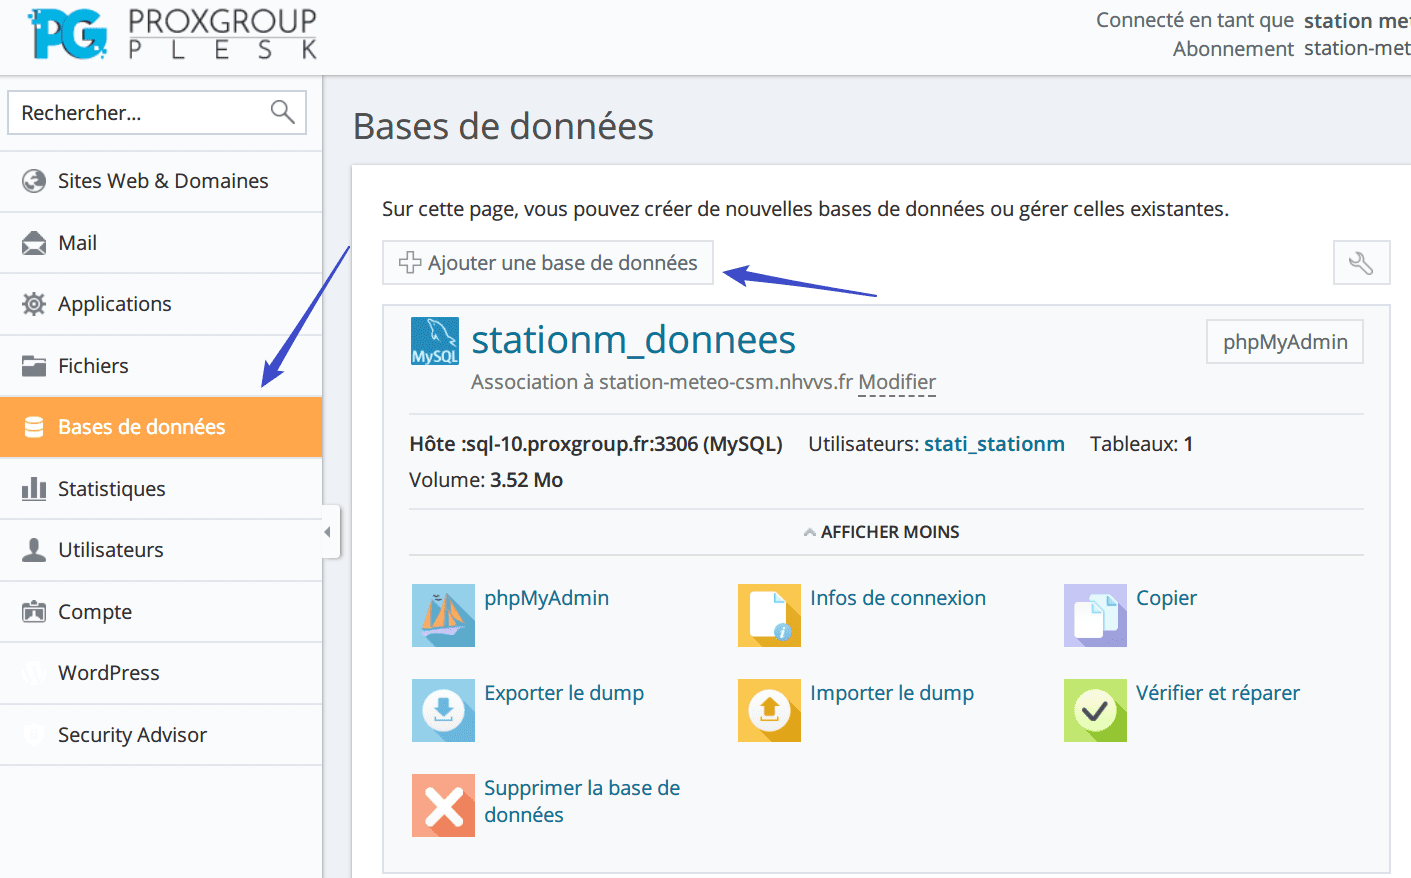 PG PROXGROUP
PLESK
Connecté en tant que station
Abonnement
Rechercher...
Sites Web & Domaines
Mail
Applications
Fichiers
Bases de données
Statistiques
Utilisateurs
Compte
WordPress
Security Advisor
Bases de données
Sur cette page, vous pouvez créer de nouvelles bases de données ou gérer celles existantes.
Ajouter une base de données
MySQL
stationm_donnees
phpMyAdmin
Association à station-meteo-csm.nhvvs.fr Modifier
Hôte :sql-10.proxgroup.fr:3306 (MySQL) Utilisateurs: stati_stationm Tableaux: 1
Volume: 3.52 Mo
AFFICHER MOINS
phpMyAdmin
Infos de connexion
Copier
Exporter le dump
Importer le dump
Vérifier et réparer
Supprimer la base de
données